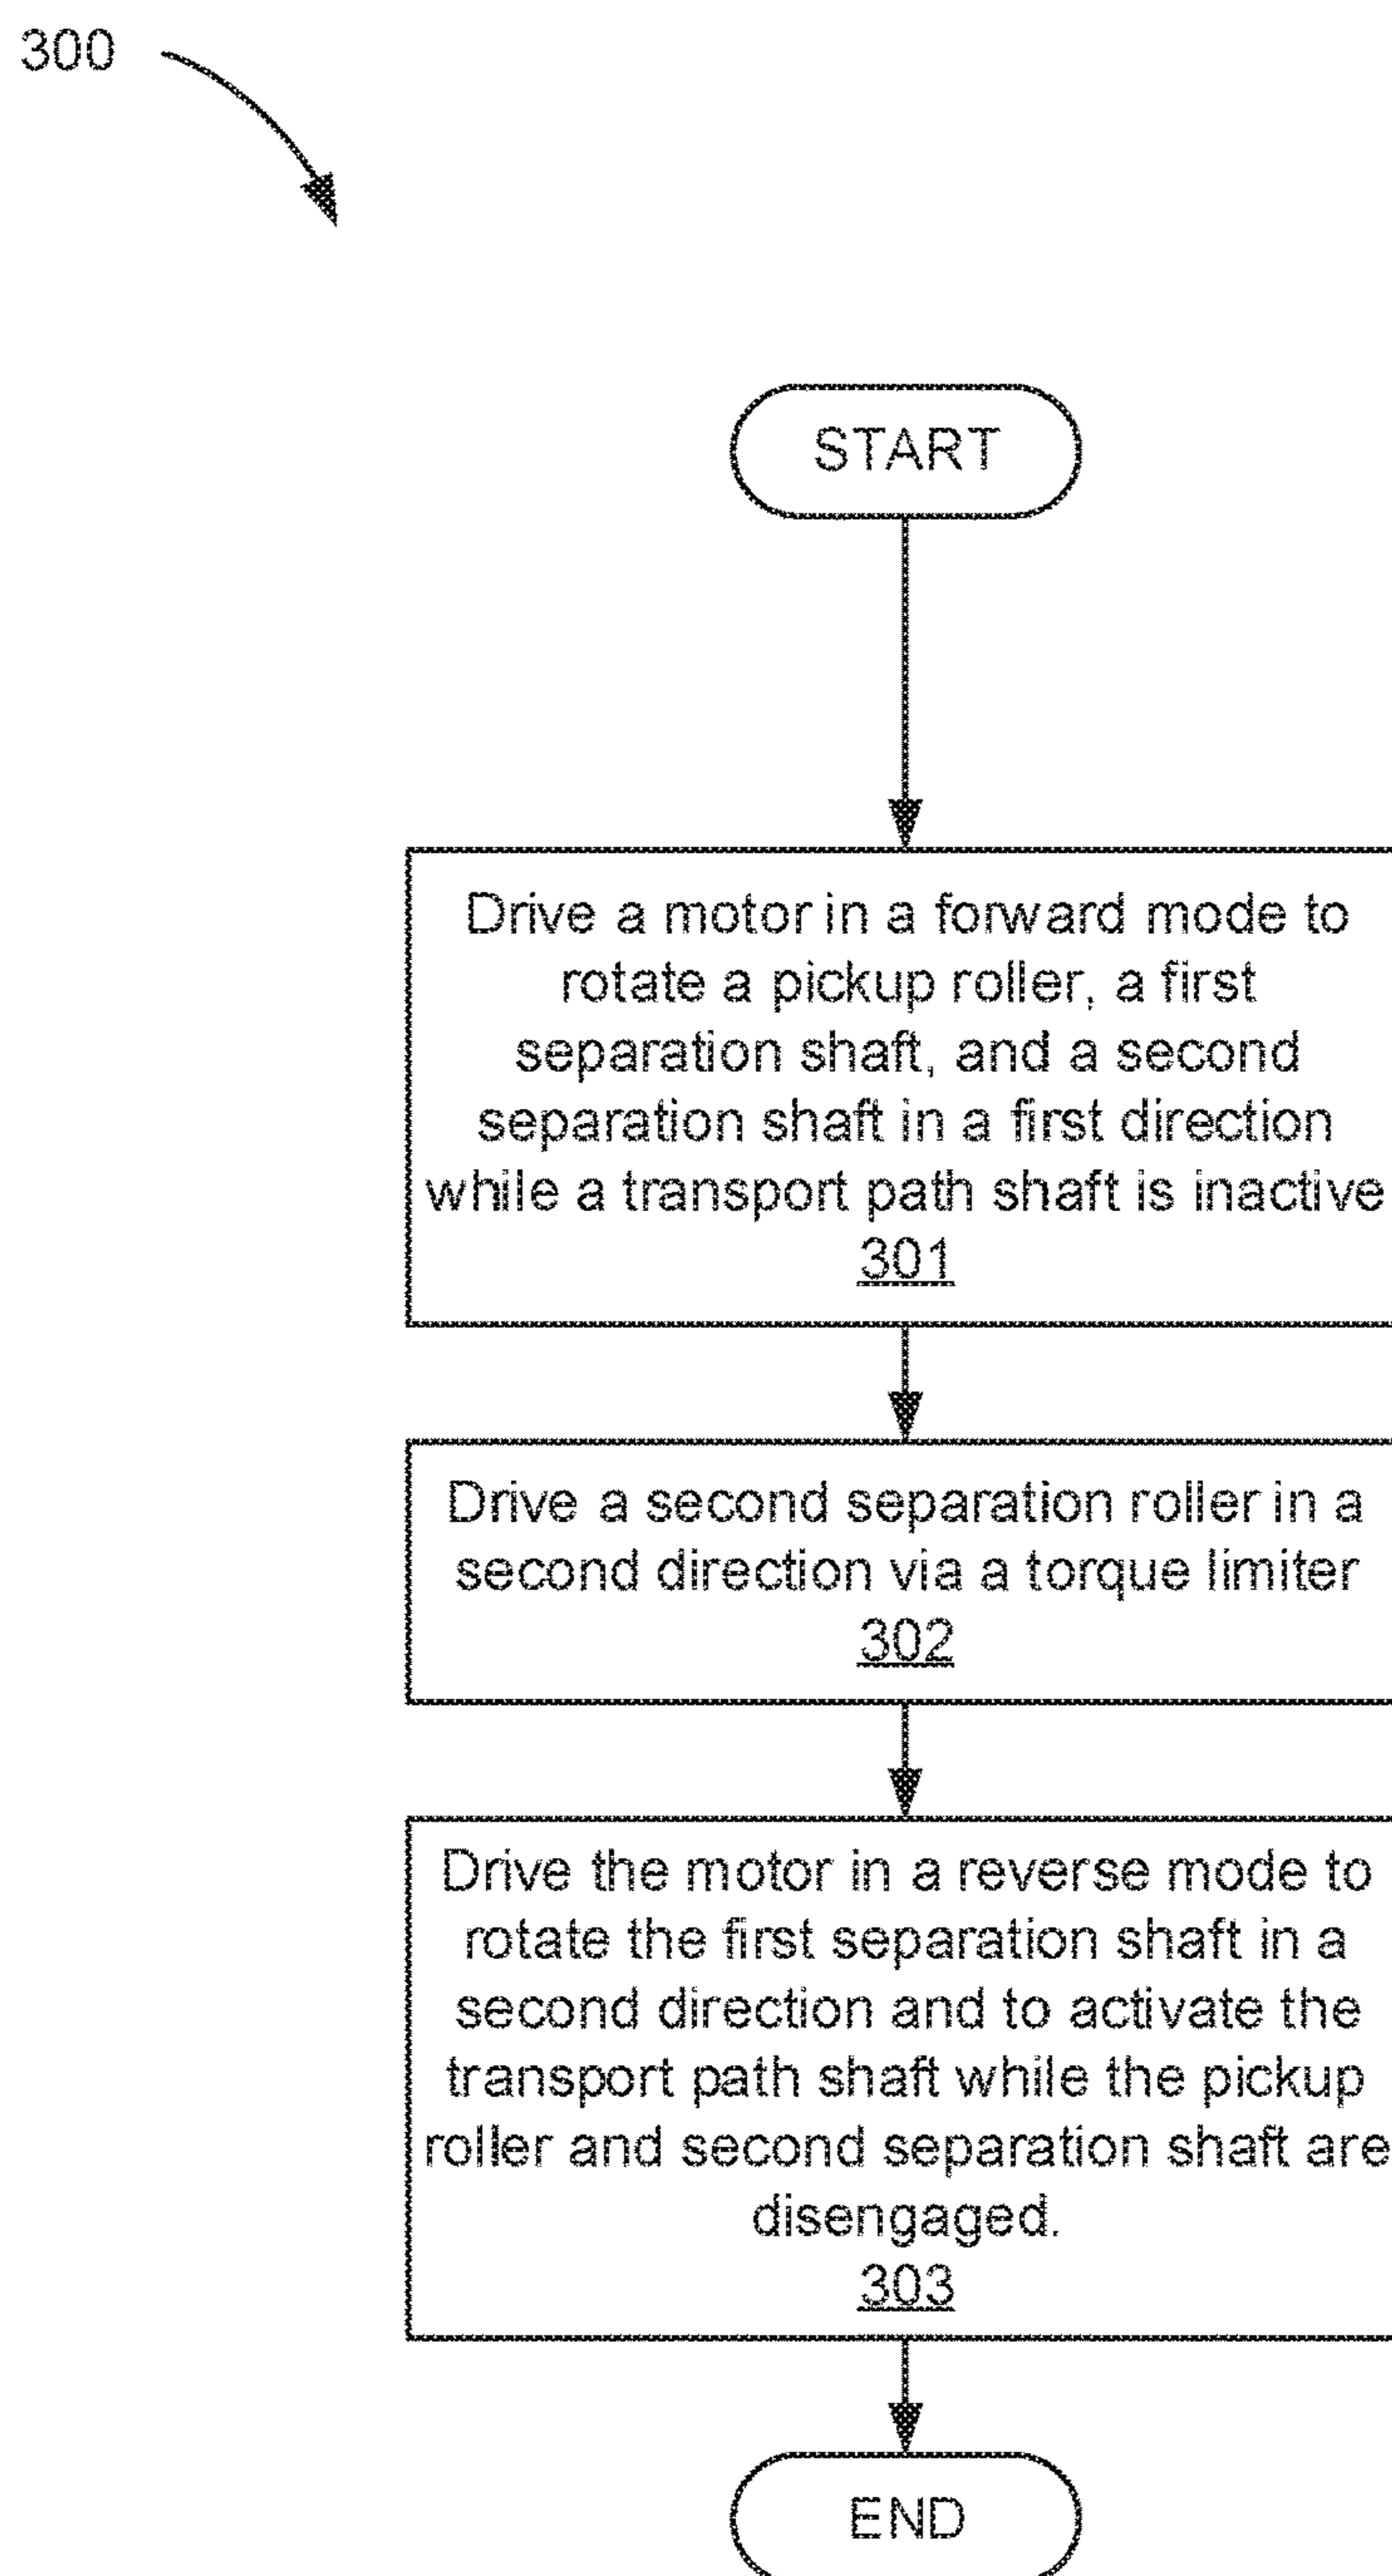 300
START
Drive a motor in a forward mode to
rotate a pickup roller, a first
separation shaft, and a second
separation shaft in a first direction
while a transport path shaft is inactive
301
Drive a second separation roller in a
second direction via a torque limiter
302
Drive the motor in a reverse mode to
rotate the first separation shaft in a
second direction and to activate the
transport path shaft while the pickup
roller and second separation shaft are
disengaged.
303
END